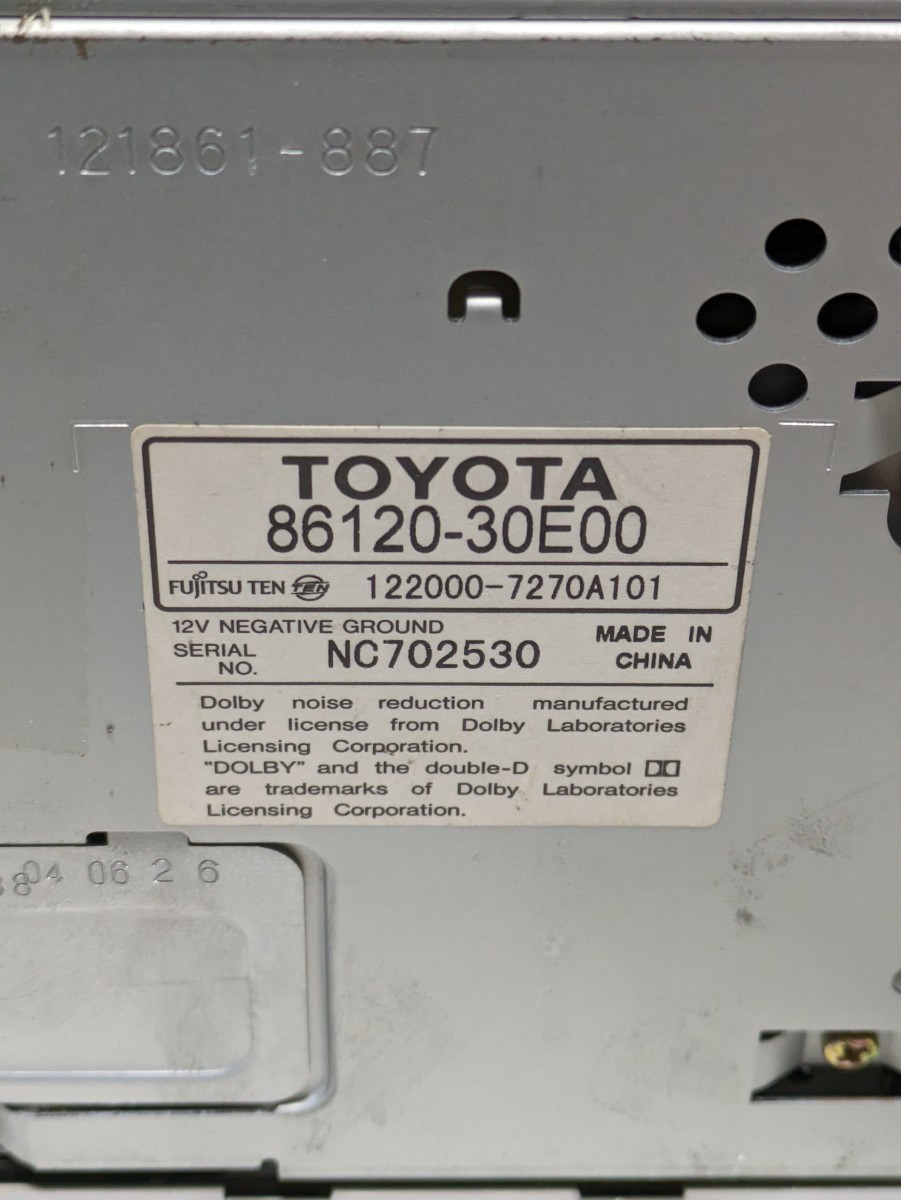 121861-887
TOYOTA
86120-30E00
FUJITSU TEN TEN 122000-7270A101
12V NEGATIVE GROUND
SERIAL NO. NC702530
MADE IN CHINA
Dolby noise reduction manufactured
under license from Dolby Laboratories
Licensing Corporation.
"DOLBY" and the double-D symbol
are trademarks of Dolby Laboratories
Licensing Corporation.
04 06 2 6